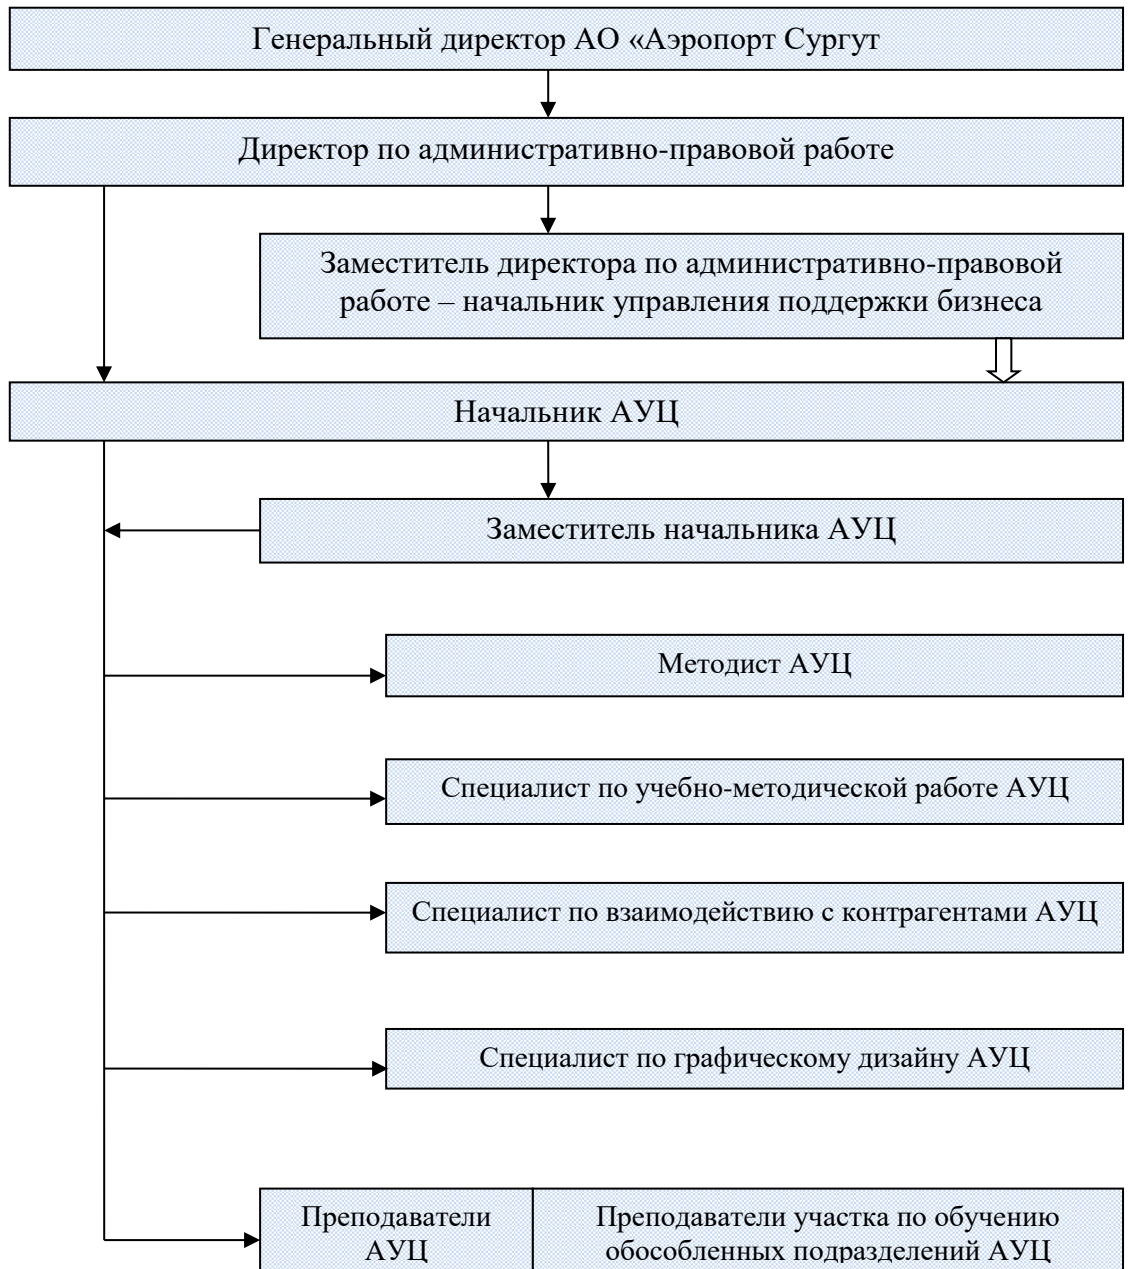 Генеральный директор АО «Аэропорт Сургут
Директор по административно-правовой работе
Заместитель директора по административно-правовой
работе – начальник управления поддержки бизнеса
Начальник АУЦ
Заместитель начальника АУЦ
Методист АУЦ
Специалист по учебно-методической работе АУЦ
Специалист по взаимодействию с контрагентами АУЦ
Специалист по графическому дизайну АУЦ
Преподаватели
АУЦ
Преподаватели участка по обучению
обособленных подразделений АУЦ